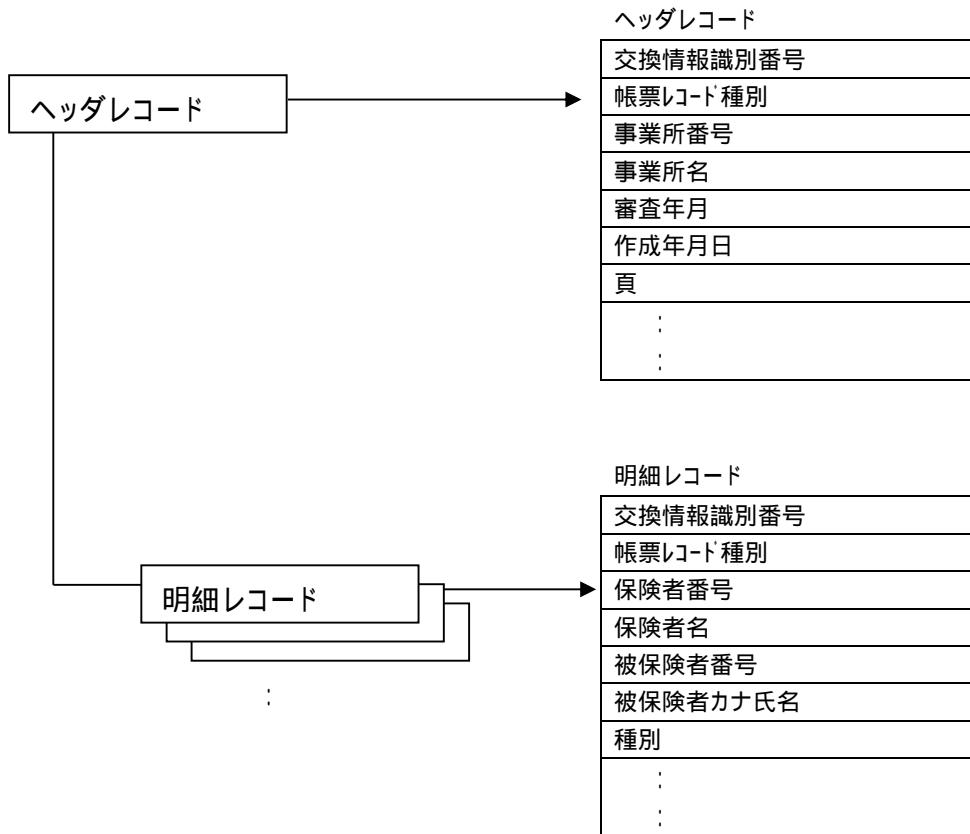 ヘッダレコード
ヘッダレコード
交換情報識別番号
帳票ﾚｺｰﾄﾞ種別
事業所番号
事業所名
審査年月
作成年月日
頁
:
:
明細レコード
明細レコード
:
交換情報識別番号
帳票ﾚｺｰﾄﾞ種別
保険者番号
保険者名
被保険者番号
被保険者カナ氏名
種別
:
: